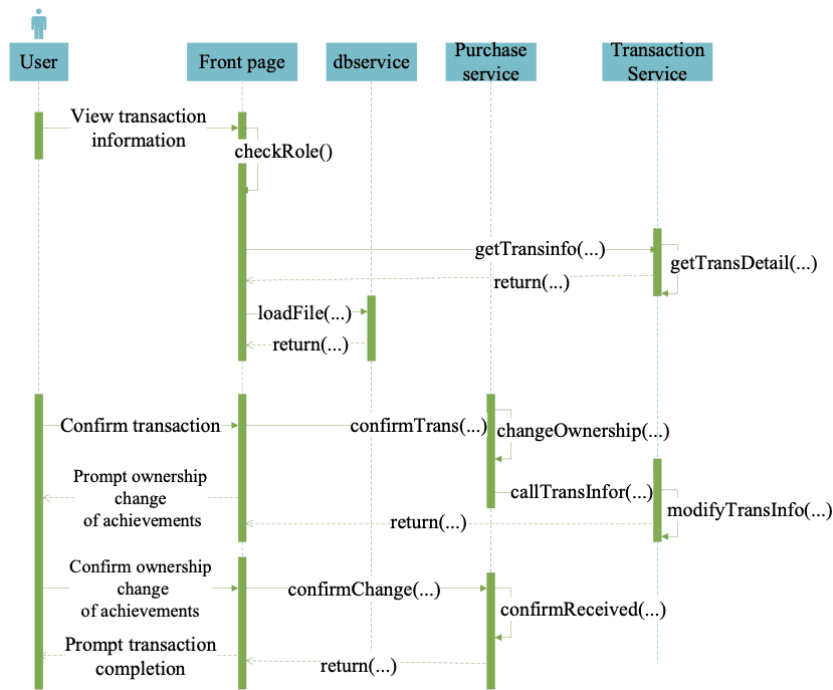 User
Front page
dbservice
Purchase
service
Transaction
Service
View transaction
information
checkRole()
getTransinfo(...)
getTransDetail(...)
return(...)
loadFile(...)
return(...)
Confirm transaction
confirmTrans(...)
changeOwnership(...)
Prompt ownership
change
of achievements
callTransInfor(...)
modifyTransInfo(...)
return(...)
Confirm ownership
change
of achievements
confirmChange(...)
confirmReceived(...)
Prompt transaction
completion
return(...)